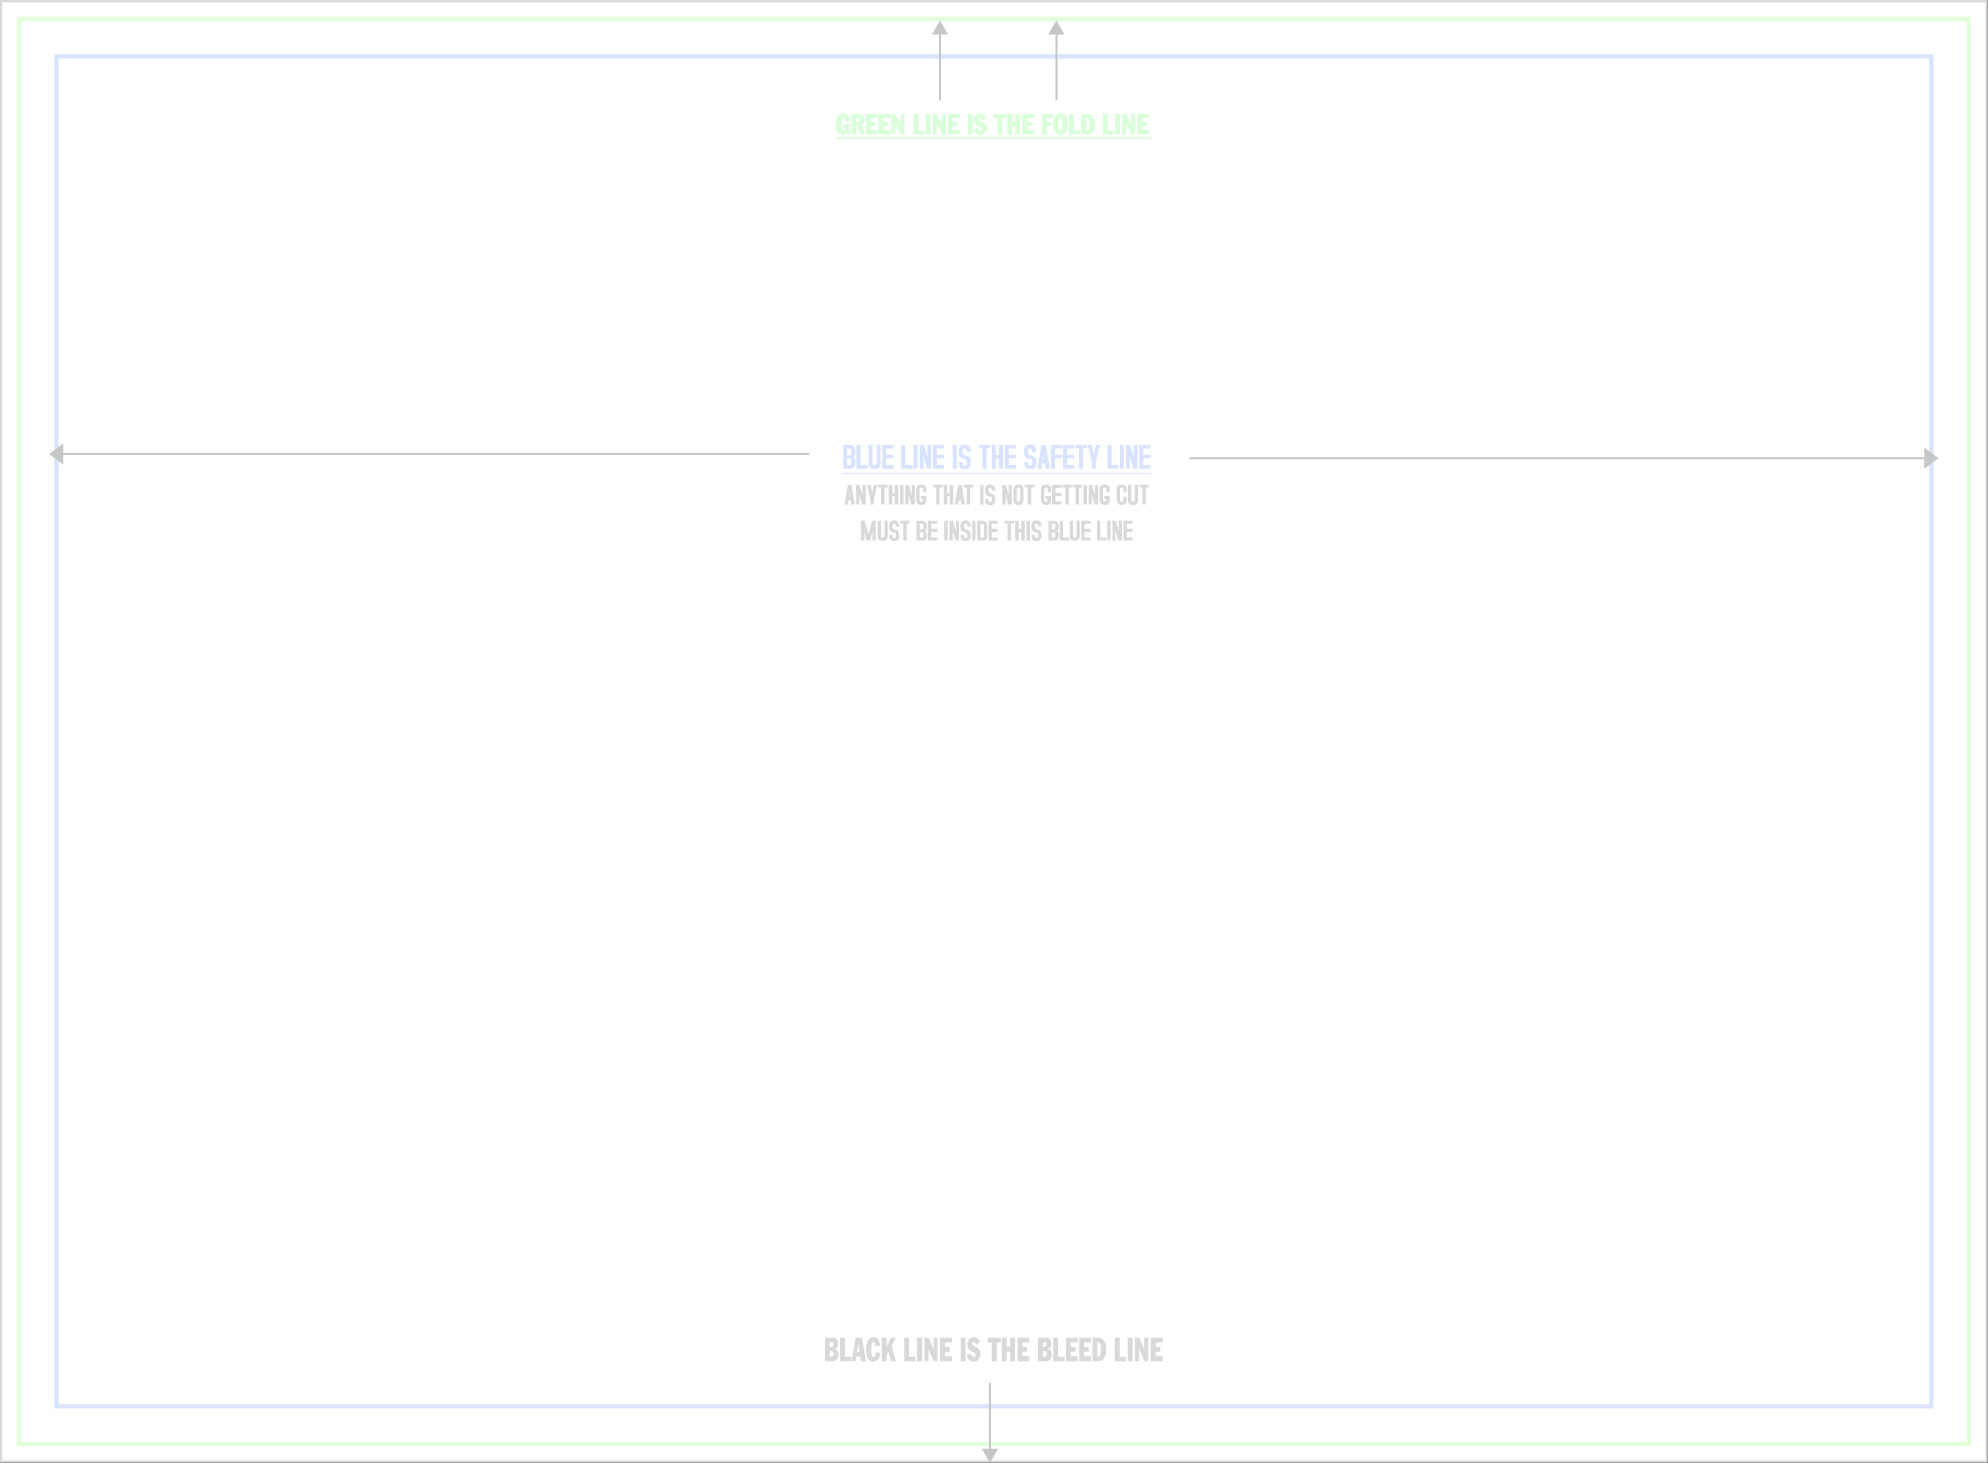 GREEN LINE IS THE FOLD LINE
BLUE LINE IS THE SAFETY LINE
ANYTHING THAT IS NOT GETTING CUT
MUST BE INSIDE THIS BLUE LINE
BLACK LINE IS THE BLEED LINE